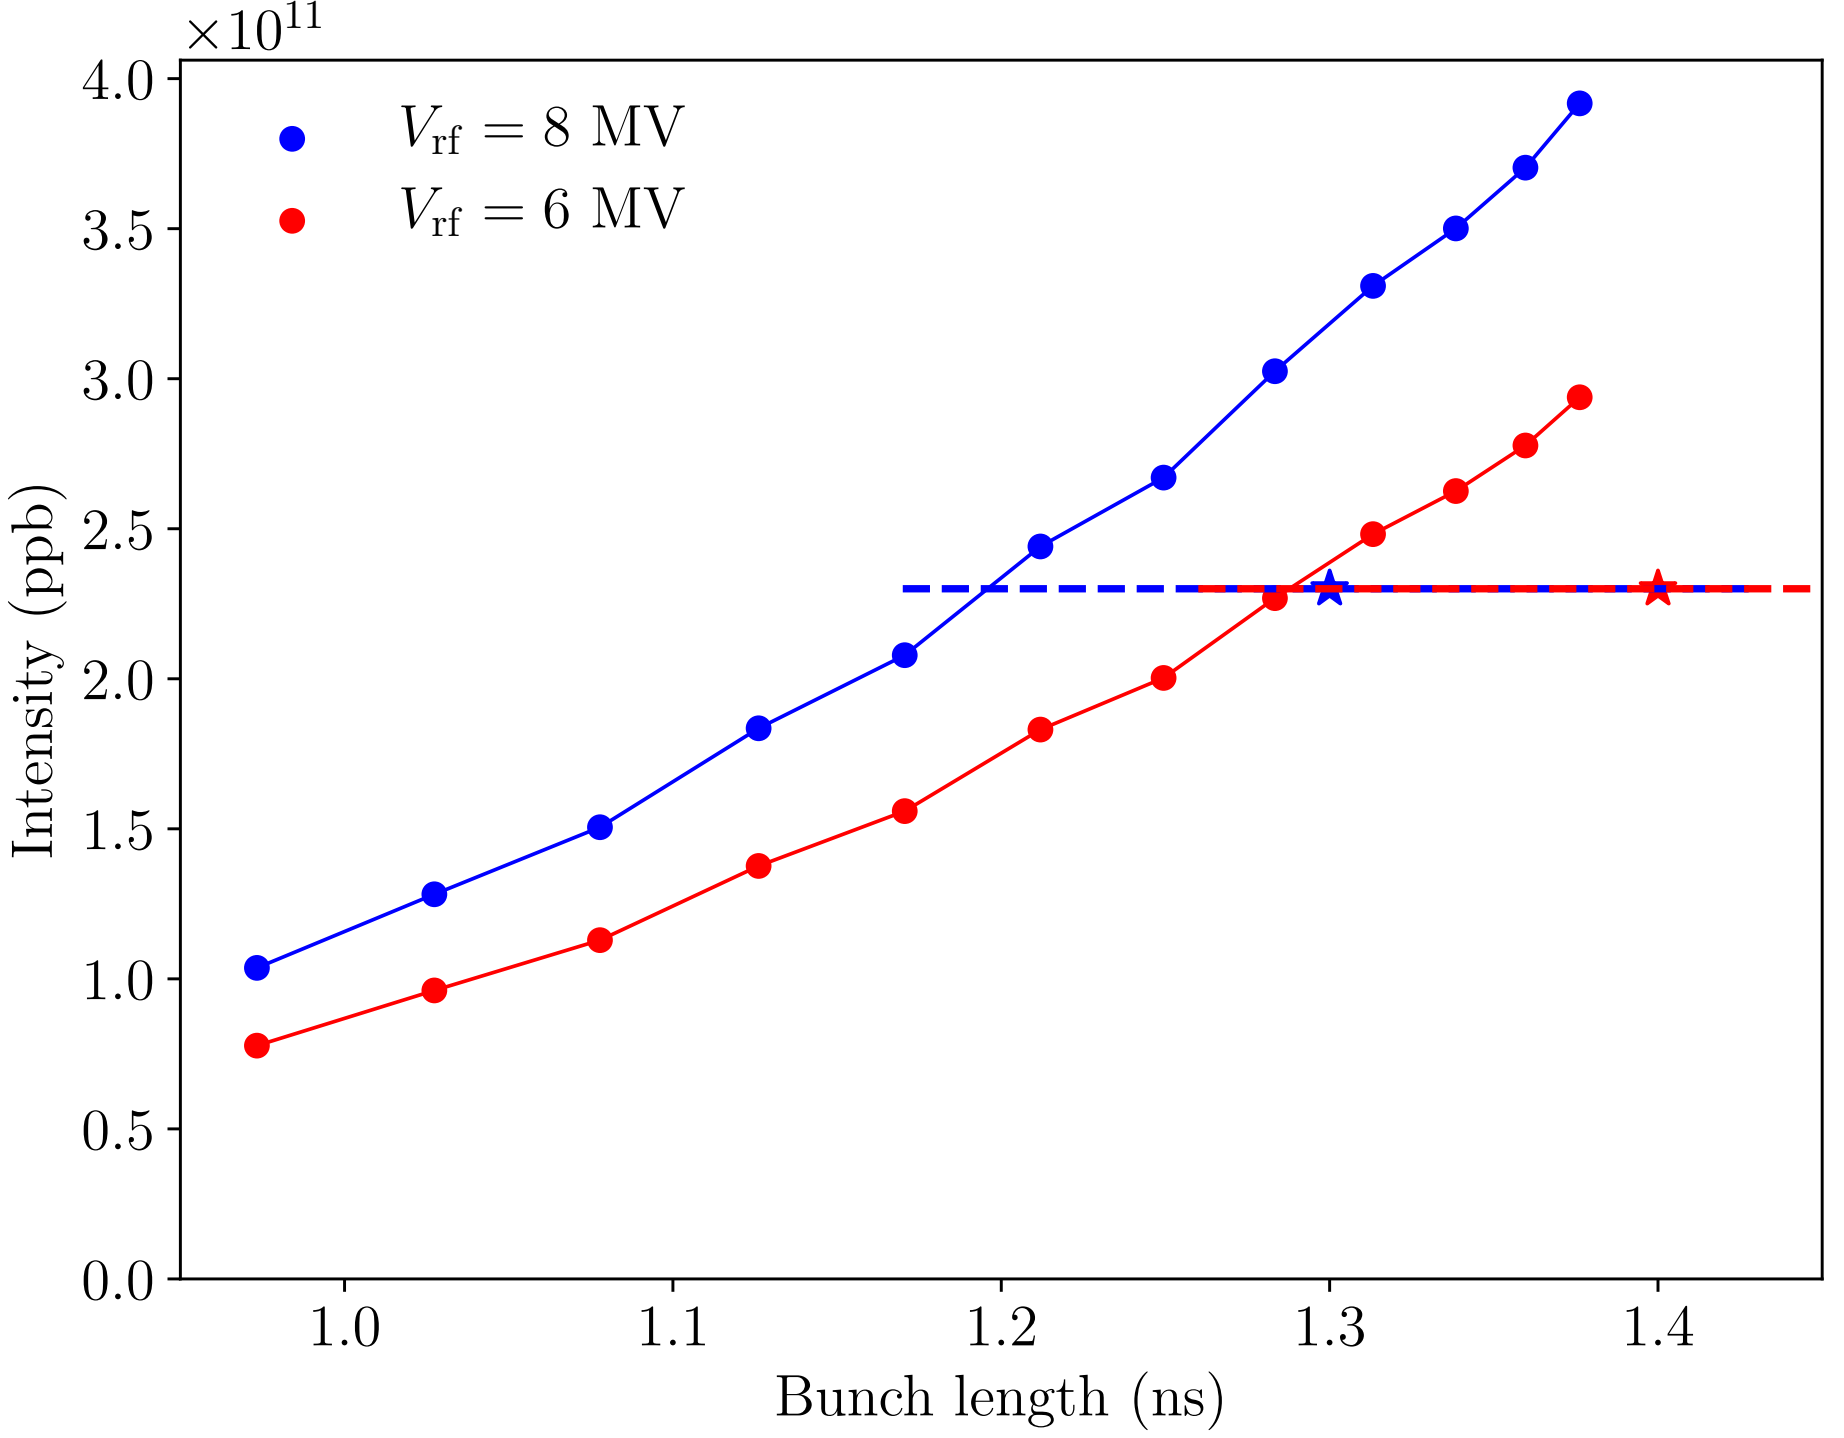 ×10¹¹
4.0
3.5
3.0
2.5
2.0
1.5
1.0
0.5
0.0
Intensity (ppb)
V_rf = 8 MV
V_rf = 6 MV
1.0 1.1 1.2 1.3 1.4
Bunch length (ns)